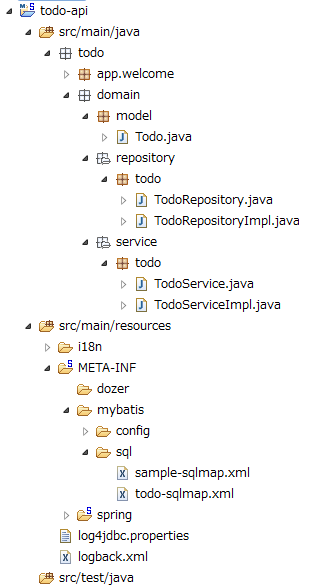 todo-api
src/main/java
todo
app.welcome
domain
model
Todo.java
repository
todo
TodoRepository.java
TodoRepositoryImpl.java
service
todo
TodoService.java
TodoServiceImpl.java
src/main/resources
i18n
META-INF
dozer
mybatis
config
sql
sample-sqlmap.xml
todo-sqlmap.xml
spring
log4jdbc.properties
logback.xml
src/test/java